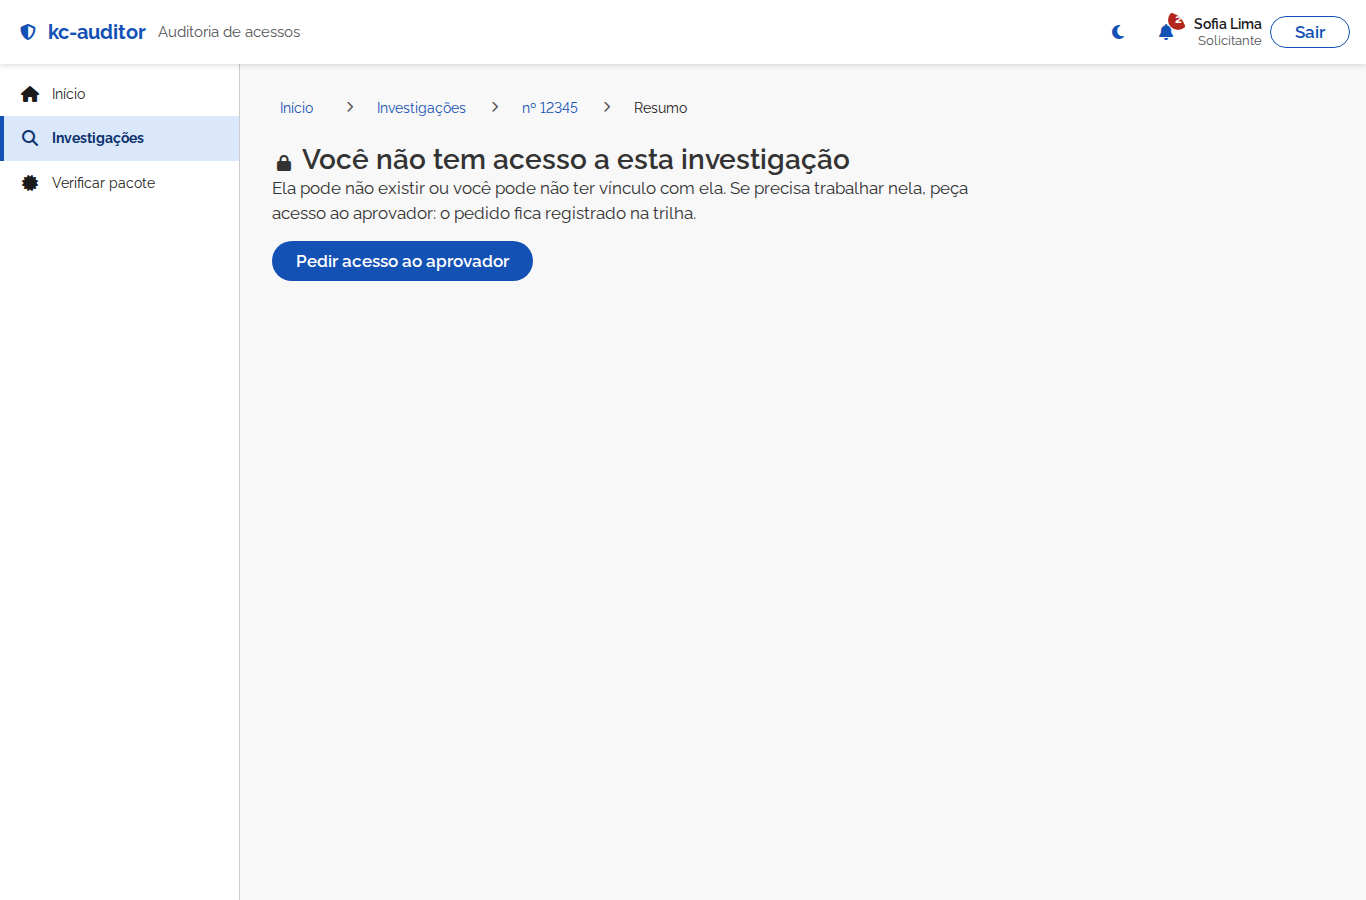 kc-auditor Auditoria de acessos
2
Sofia Lima
Solicitante
Sair
Início
Investigações
Verificar pacote
Início
Investigações
nº 12345
Resumo
Você não tem acesso a esta investigação
Ela pode não existir ou você pode não ter vínculo com ela. Se precisa trabalhar nela, peça
acesso ao aprovador: o pedido fica registrado na trilha.
Pedir acesso ao aprovador